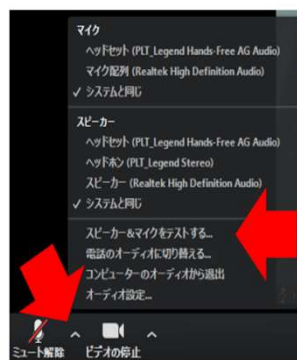 マイク
ヘッドセット (PLT_Legend Hands-Free AG Audio)
マイク配列 (Realtek High Definition Audio)
✓ システムと同じ
スピーカー
ヘッドセット (PLT_Legend Hands-Free AG Audio)
ヘッドホン (PLT_Legend Stereo)
スピーカー (Realtek High Definition Audio)
✓ システムと同じ
スピーカー&マイクをテストする...
電話のオーディオに切り替える...
コンピューターのオーディオから退出
オーディオ設定...
ミュート解除 ビデオの停止